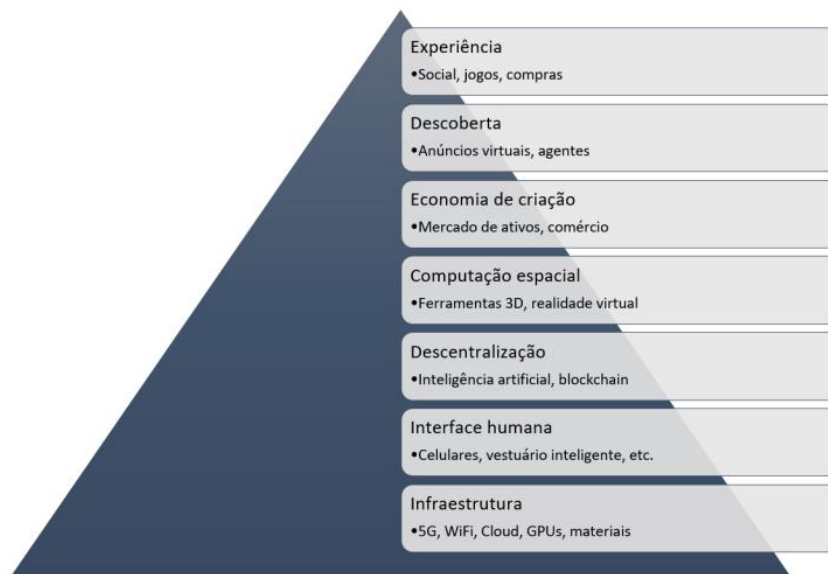 Experiência
•Social, jogos, compras
Descoberta
•Anúncios virtuais, agentes
Economia de criação
•Mercado de ativos, comércio
Computação espacial
•Ferramentas 3D, realidade virtual
Descentralização
•Inteligência artificial, blockchain
Interface humana
•Celulares, vestuário inteligente, etc.
Infraestrutura
•5G, WiFi, Cloud, GPUs, materiais